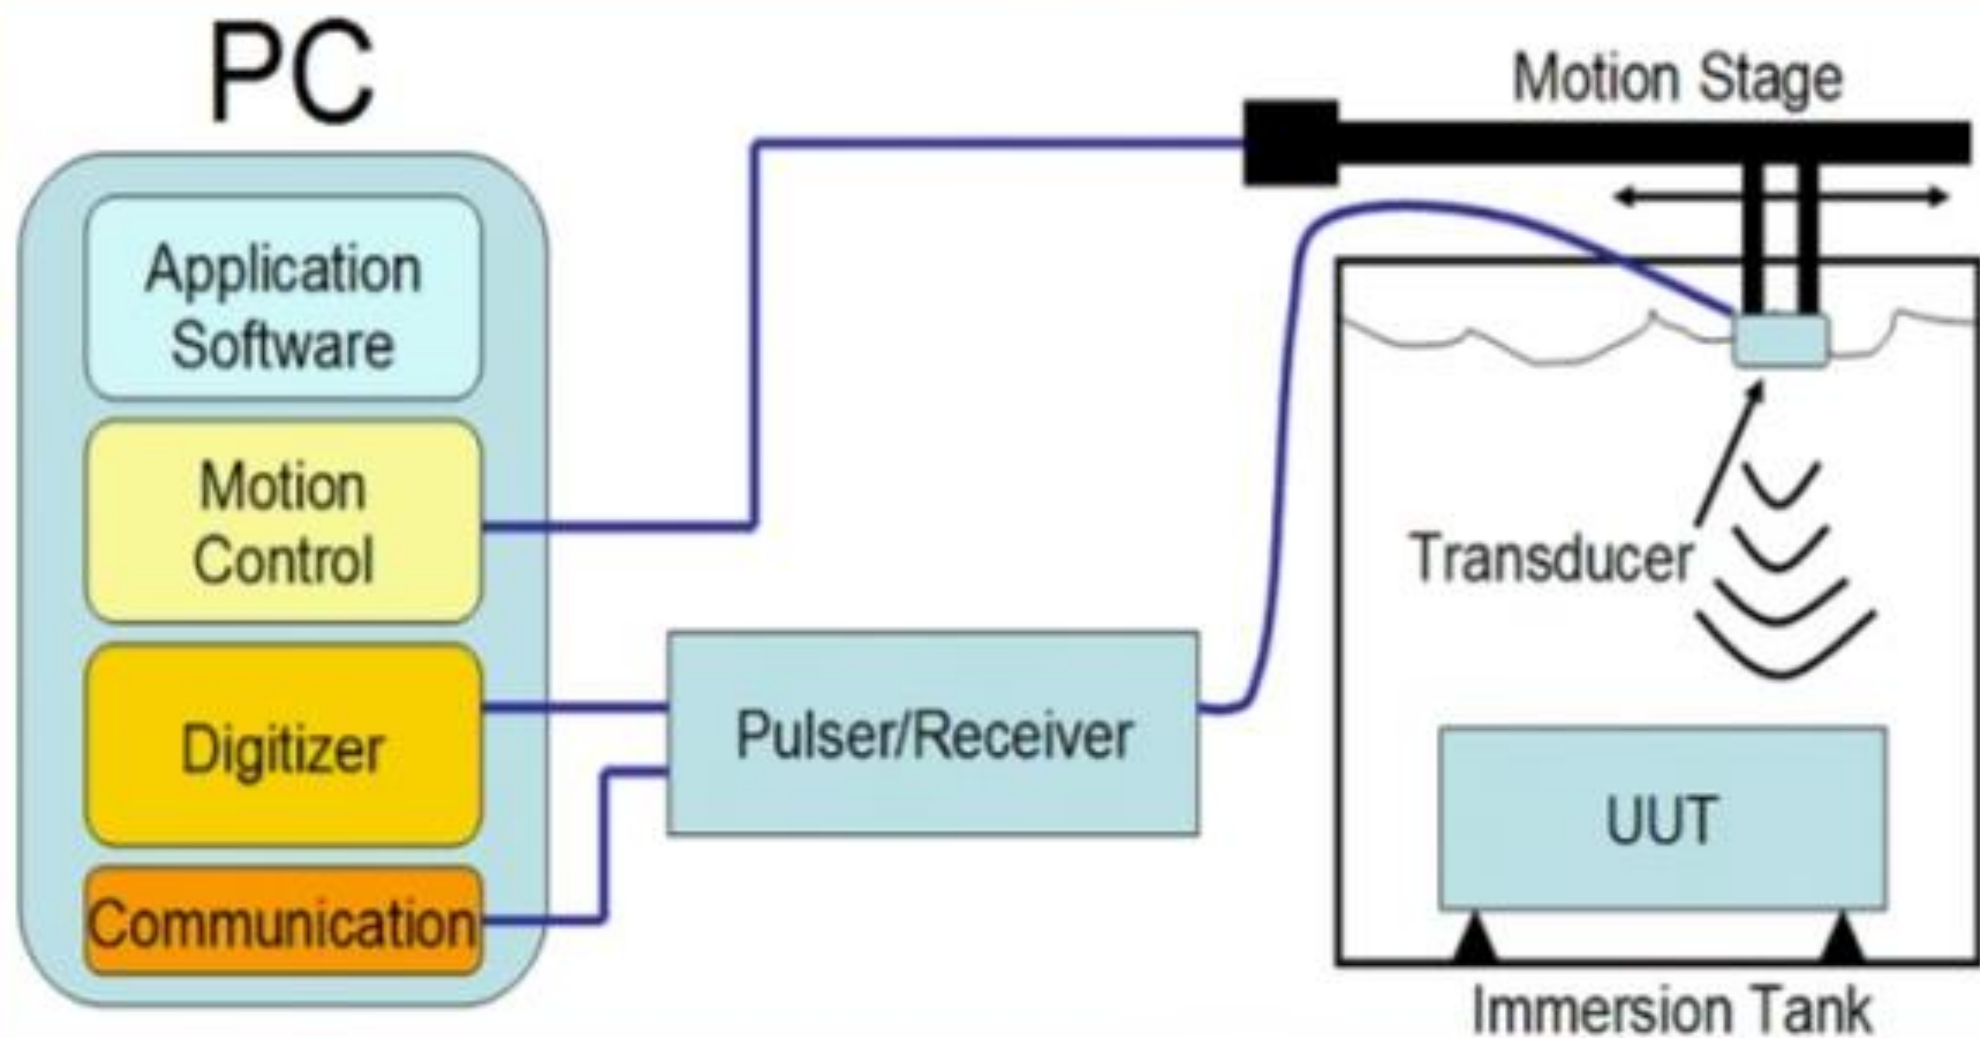 PC
Application
Software
Motion
Control
Digitizer
Communication
Pulser/Receiver
Motion Stage
Transducer
UUT
Immersion Tank